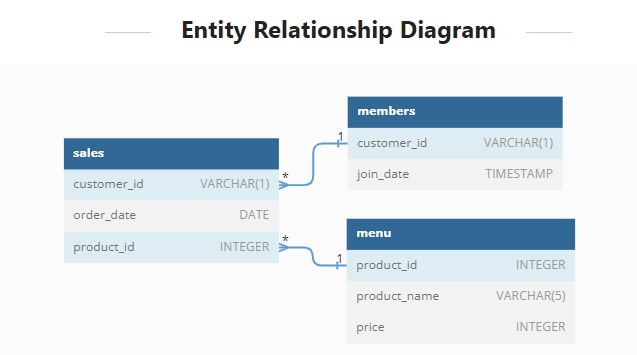 Entity Relationship Diagram
sales
customer_id VARCHAR(1)
order_date DATE
product_id INTEGER
*
*
1
1
members
customer_id VARCHAR(1)
join_date TIMESTAMP
menu
product_id INTEGER
product_name VARCHAR(5)
price INTEGER